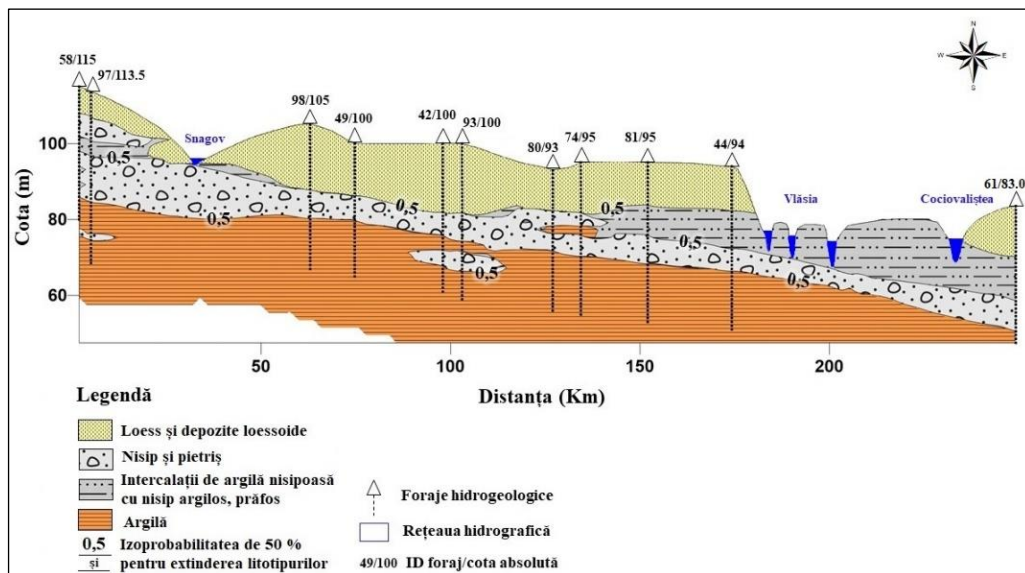 N
W E
S
58/115
97/113.5
98/105
49/100
42/100
93/100
80/93
74/95
81/95
44/94
61/83.0
Snagov
Vlăsia
Cociovaliștea
0,5
0,5
0,5
0,5
0,5
0,5
0,5
0,5
Cota (m)
100
80
60
50
100
150
200
Distanța (Km)
Legendă
Loess și depozite loessoide
Nisip și pietriș
Intercalații de argilă nisipoasă
cu nisip argilos, prăfos
Argilă
0,5 Izoprobabilitatea de 50 %
și pentru extinderea litotipurilor
Foraje hidrogeologice
Rețeaua hidrografică
49/100 ID foraj/cota absolută